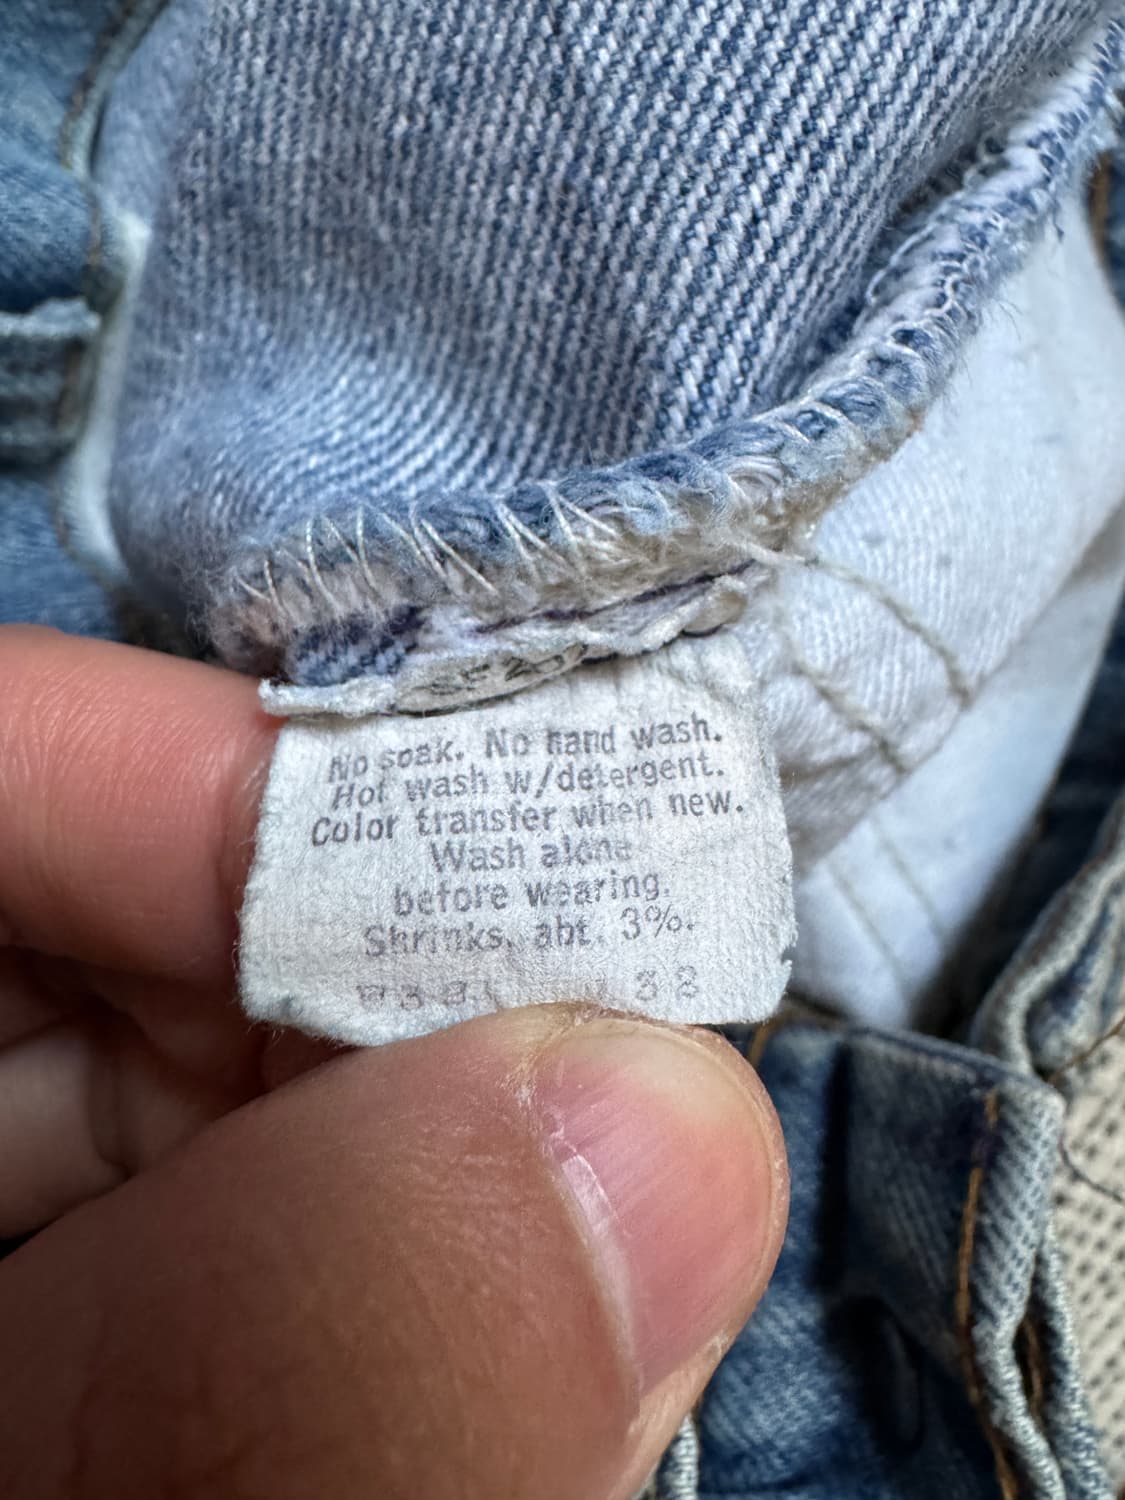 No soak. No hand wash.
Hot wash w/detergent.
Color transfer when new.
Wash alone
before wearing.
Shrinks. abt. 3%.
38